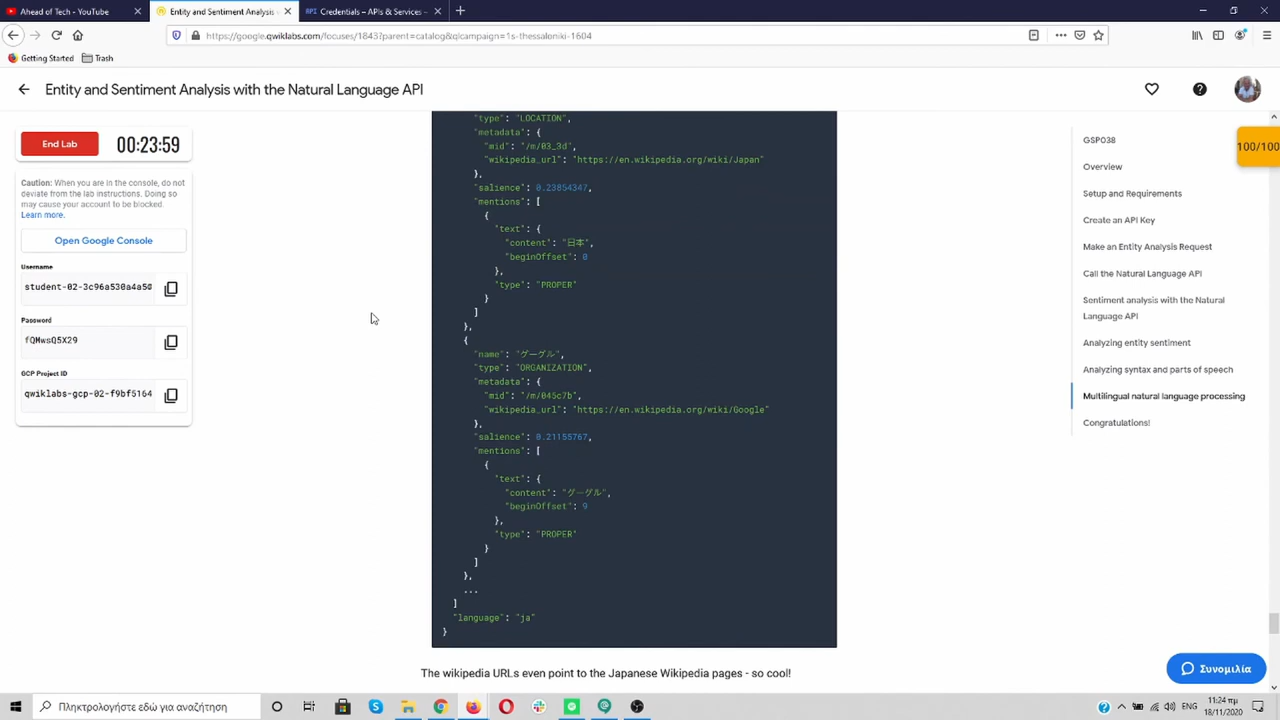 Ahead of Tech - YouTube
Entity and Sentiment Analysis
API Credentials – APIs & Services –
https://google.qwiklabs.com/focuses/1843?parent=catalog&qlcampaign=1s-thessaloniki-1604
Getting Started
Trash
Entity and Sentiment Analysis with the Natural Language API
End Lab
00:23:59
Caution: When you are in the console, do not
deviate from the lab instructions. Doing so
may cause your account to be blocked.
Learn more.
Open Google Console
Username
student-02-3c96a530a4a5@
Password
fQMwsQ5X29
GCP Project ID
qwiklabs-gcp-02-f9bf5164
"type": "LOCATION",
"metadata": {
"mid": "/m/03_3d",
"wikipedia_url": "https://en.wikipedia.org/wiki/Japan"
},
"salience": 0.23854347,
"mentions": [
{
"text": {
"content": "日本",
"beginOffset": 0
},
"type": "PROPER"
}
]
},
{
"name": "グーグル",
"type": "ORGANIZATION",
"metadata": {
"mid": "/m/045c7b",
"wikipedia_url": "https://en.wikipedia.org/wiki/Google"
},
"salience": 0.21155767,
"mentions": [
{
"text": {
"content": "グーグル",
"beginOffset": 9
},
"type": "PROPER"
}
]
},
...
]
"language": "ja"
}
The wikipedia URLs even point to the Japanese Wikipedia pages - so cool!
GSP038
Overview
Setup and Requirements
Create an API Key
Make an Entity Analysis Request
Call the Natural Language API
Sentiment analysis with the Natural
Language API
Analyzing entity sentiment
Analyzing syntax and parts of speech
Multilingual natural language processing
Congratulations!
100/100
Συνομιλία
Πληκτρολογήστε εδώ για αναζήτηση
ΕΝG
11:24 πμ
18/11/2020